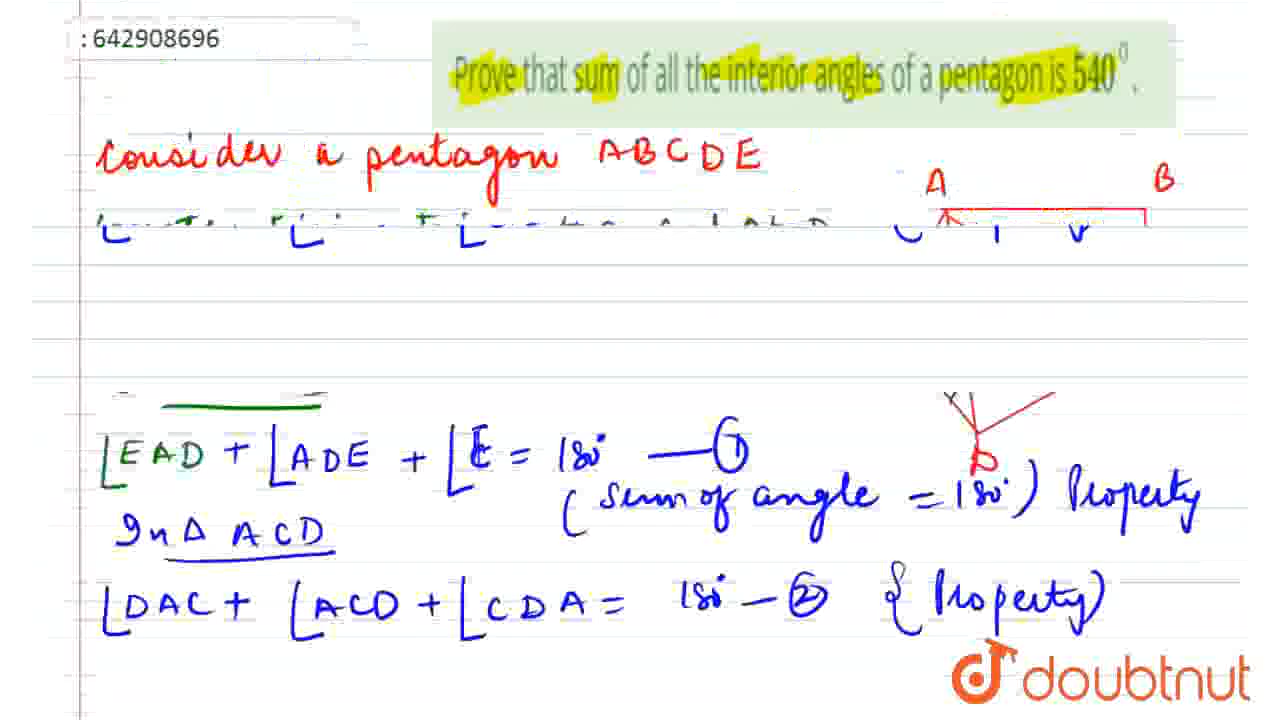 :642908696
Prove that sum of all the interior angles of a pentagon is 540⁰.
Consider a pentagon ABCDE
A B
D
∠EAD + ∠ADE + ∠E = 180° — ①
(Sum of angle = 180°) Property
In Δ ACD
∠DAC + ∠ACD + ∠CDA = 180° — ② {Property)
doubtnut